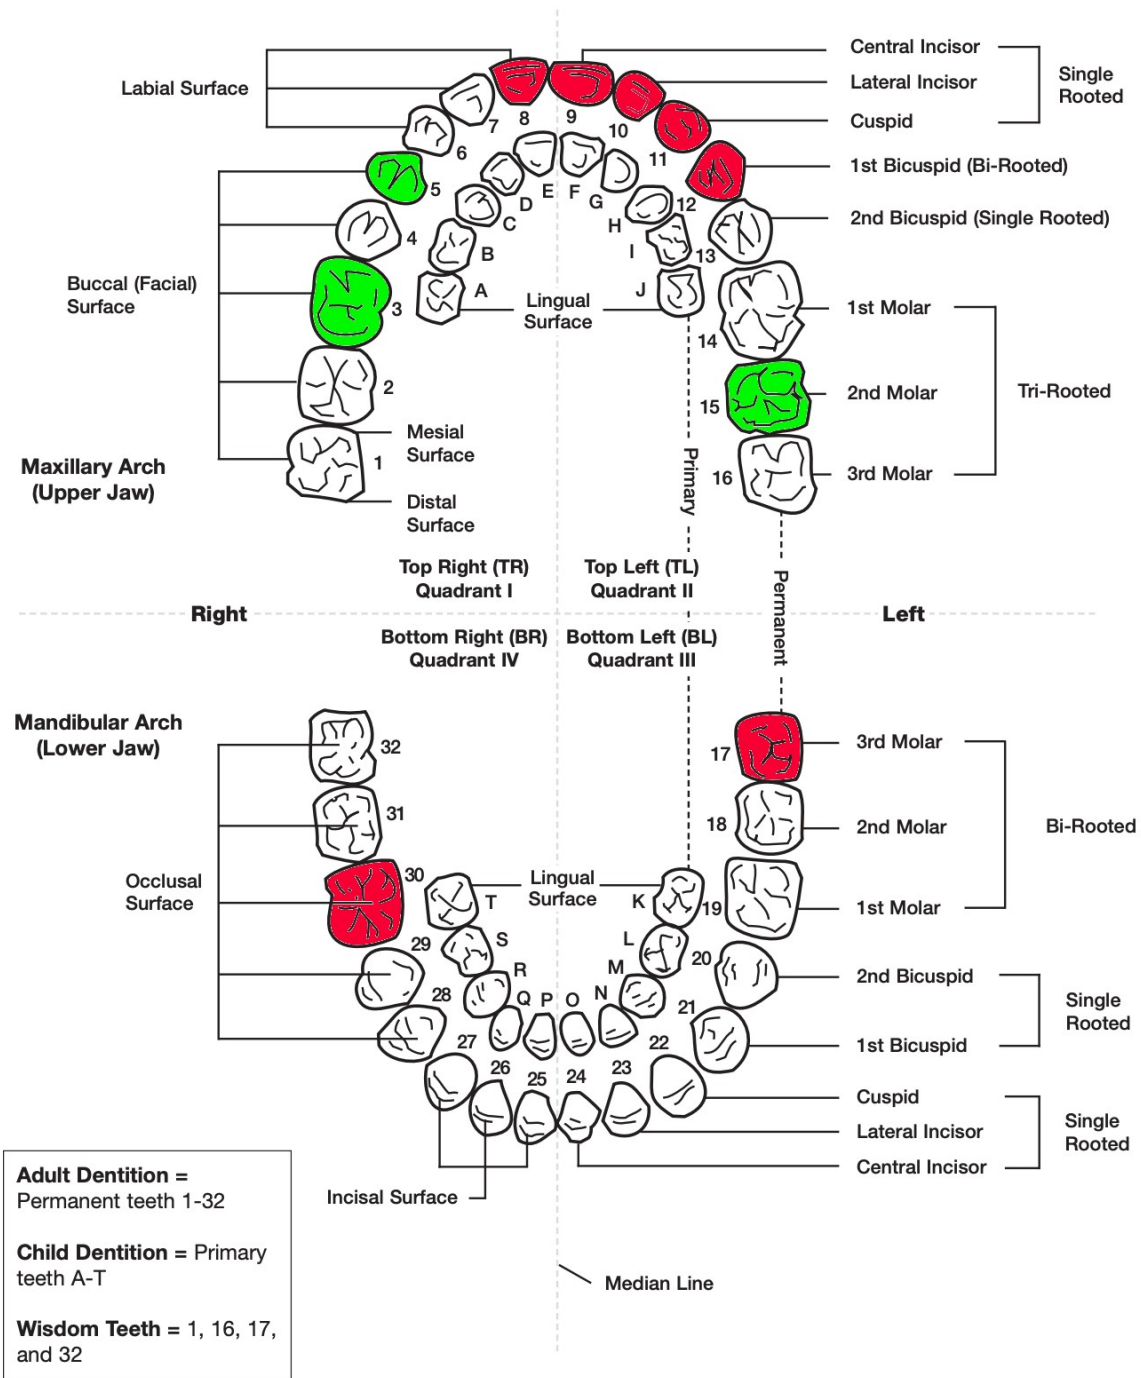 Central Incisor
Lateral Incisor
Cuspid
Single
Rooted
1st Bicuspid (Bi-Rooted)
2nd Bicuspid (Single Rooted)
Labial Surface
7
8
9
10
6
11
5
12
4
13
3
14
2
15
1
16
E
F
D
G
C
H
B
I
A
J
Buccal (Facial)
Surface
Lingual
Surface
1st Molar
2nd Molar
3rd Molar
Tri-Rooted
Mesial
Surface
Distal
Surface
Maxillary Arch
(Upper Jaw)
Primary
Permanent
Top Right (TR)
Quadrant I
Top Left (TL)
Quadrant II
Right
Left
Bottom Right (BR)
Quadrant IV
Bottom Left (BL)
Quadrant III
Mandibular Arch
(Lower Jaw)
32
17
3rd Molar
31
18
2nd Molar
Bi-Rooted
30
19
1st Molar
Occlusal
Surface
Lingual
Surface
T
K
S
L
R
M
Q
P
O
N
29
20
2nd Bicuspid
28
21
1st Bicuspid
Single
Rooted
27
22
Cuspid
26
23
Lateral Incisor
25
24
Central Incisor
Single
Rooted
Incisal Surface
Median Line
Adult Dentition =
Permanent teeth 1-32
Child Dentition = Primary
teeth A-T
Wisdom Teeth = 1, 16, 17,
and 32